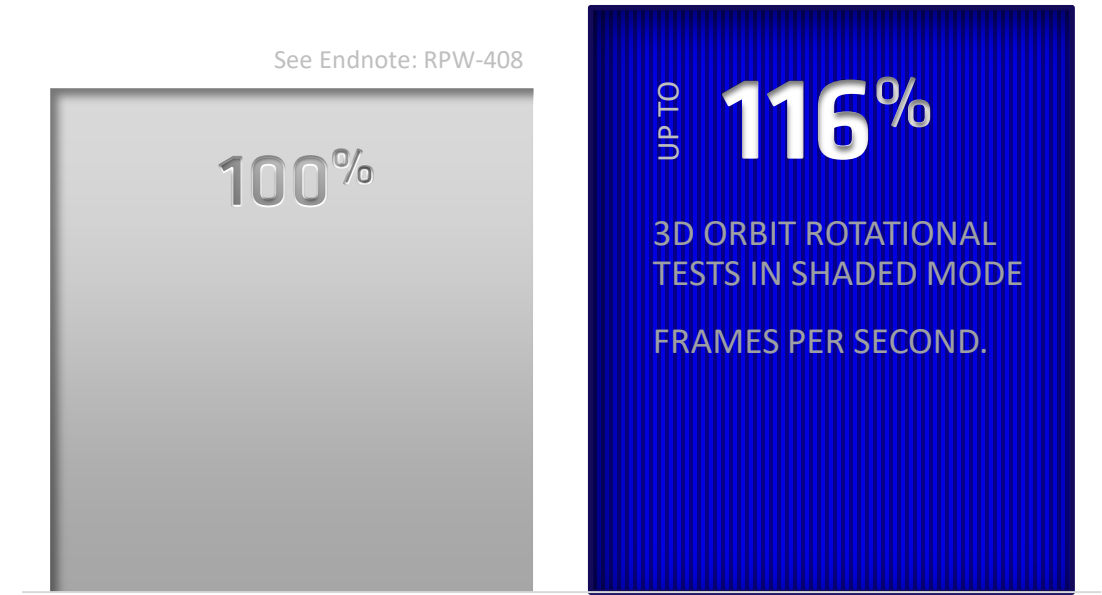 See Endnote: RPW-408
100%
UP TO
116%
3D ORBIT ROTATIONAL
TESTS IN SHADED MODE
FRAMES PER SECOND.